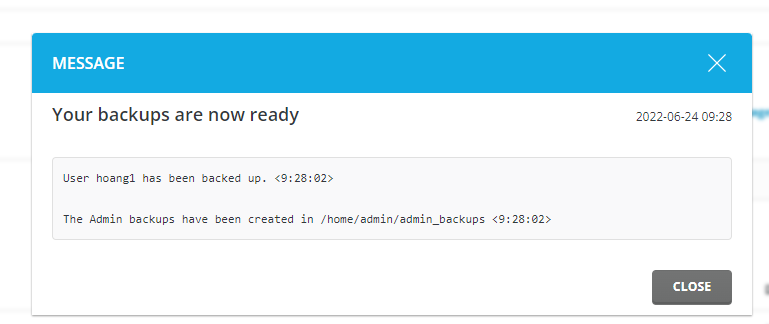 MESSAGE
Your backups are now ready
2022-06-24 09:28
User hoang1 has been backed up. <9:28:02>
The Admin backups have been created in /home/admin/admin_backups <9:28:02>
CLOSE